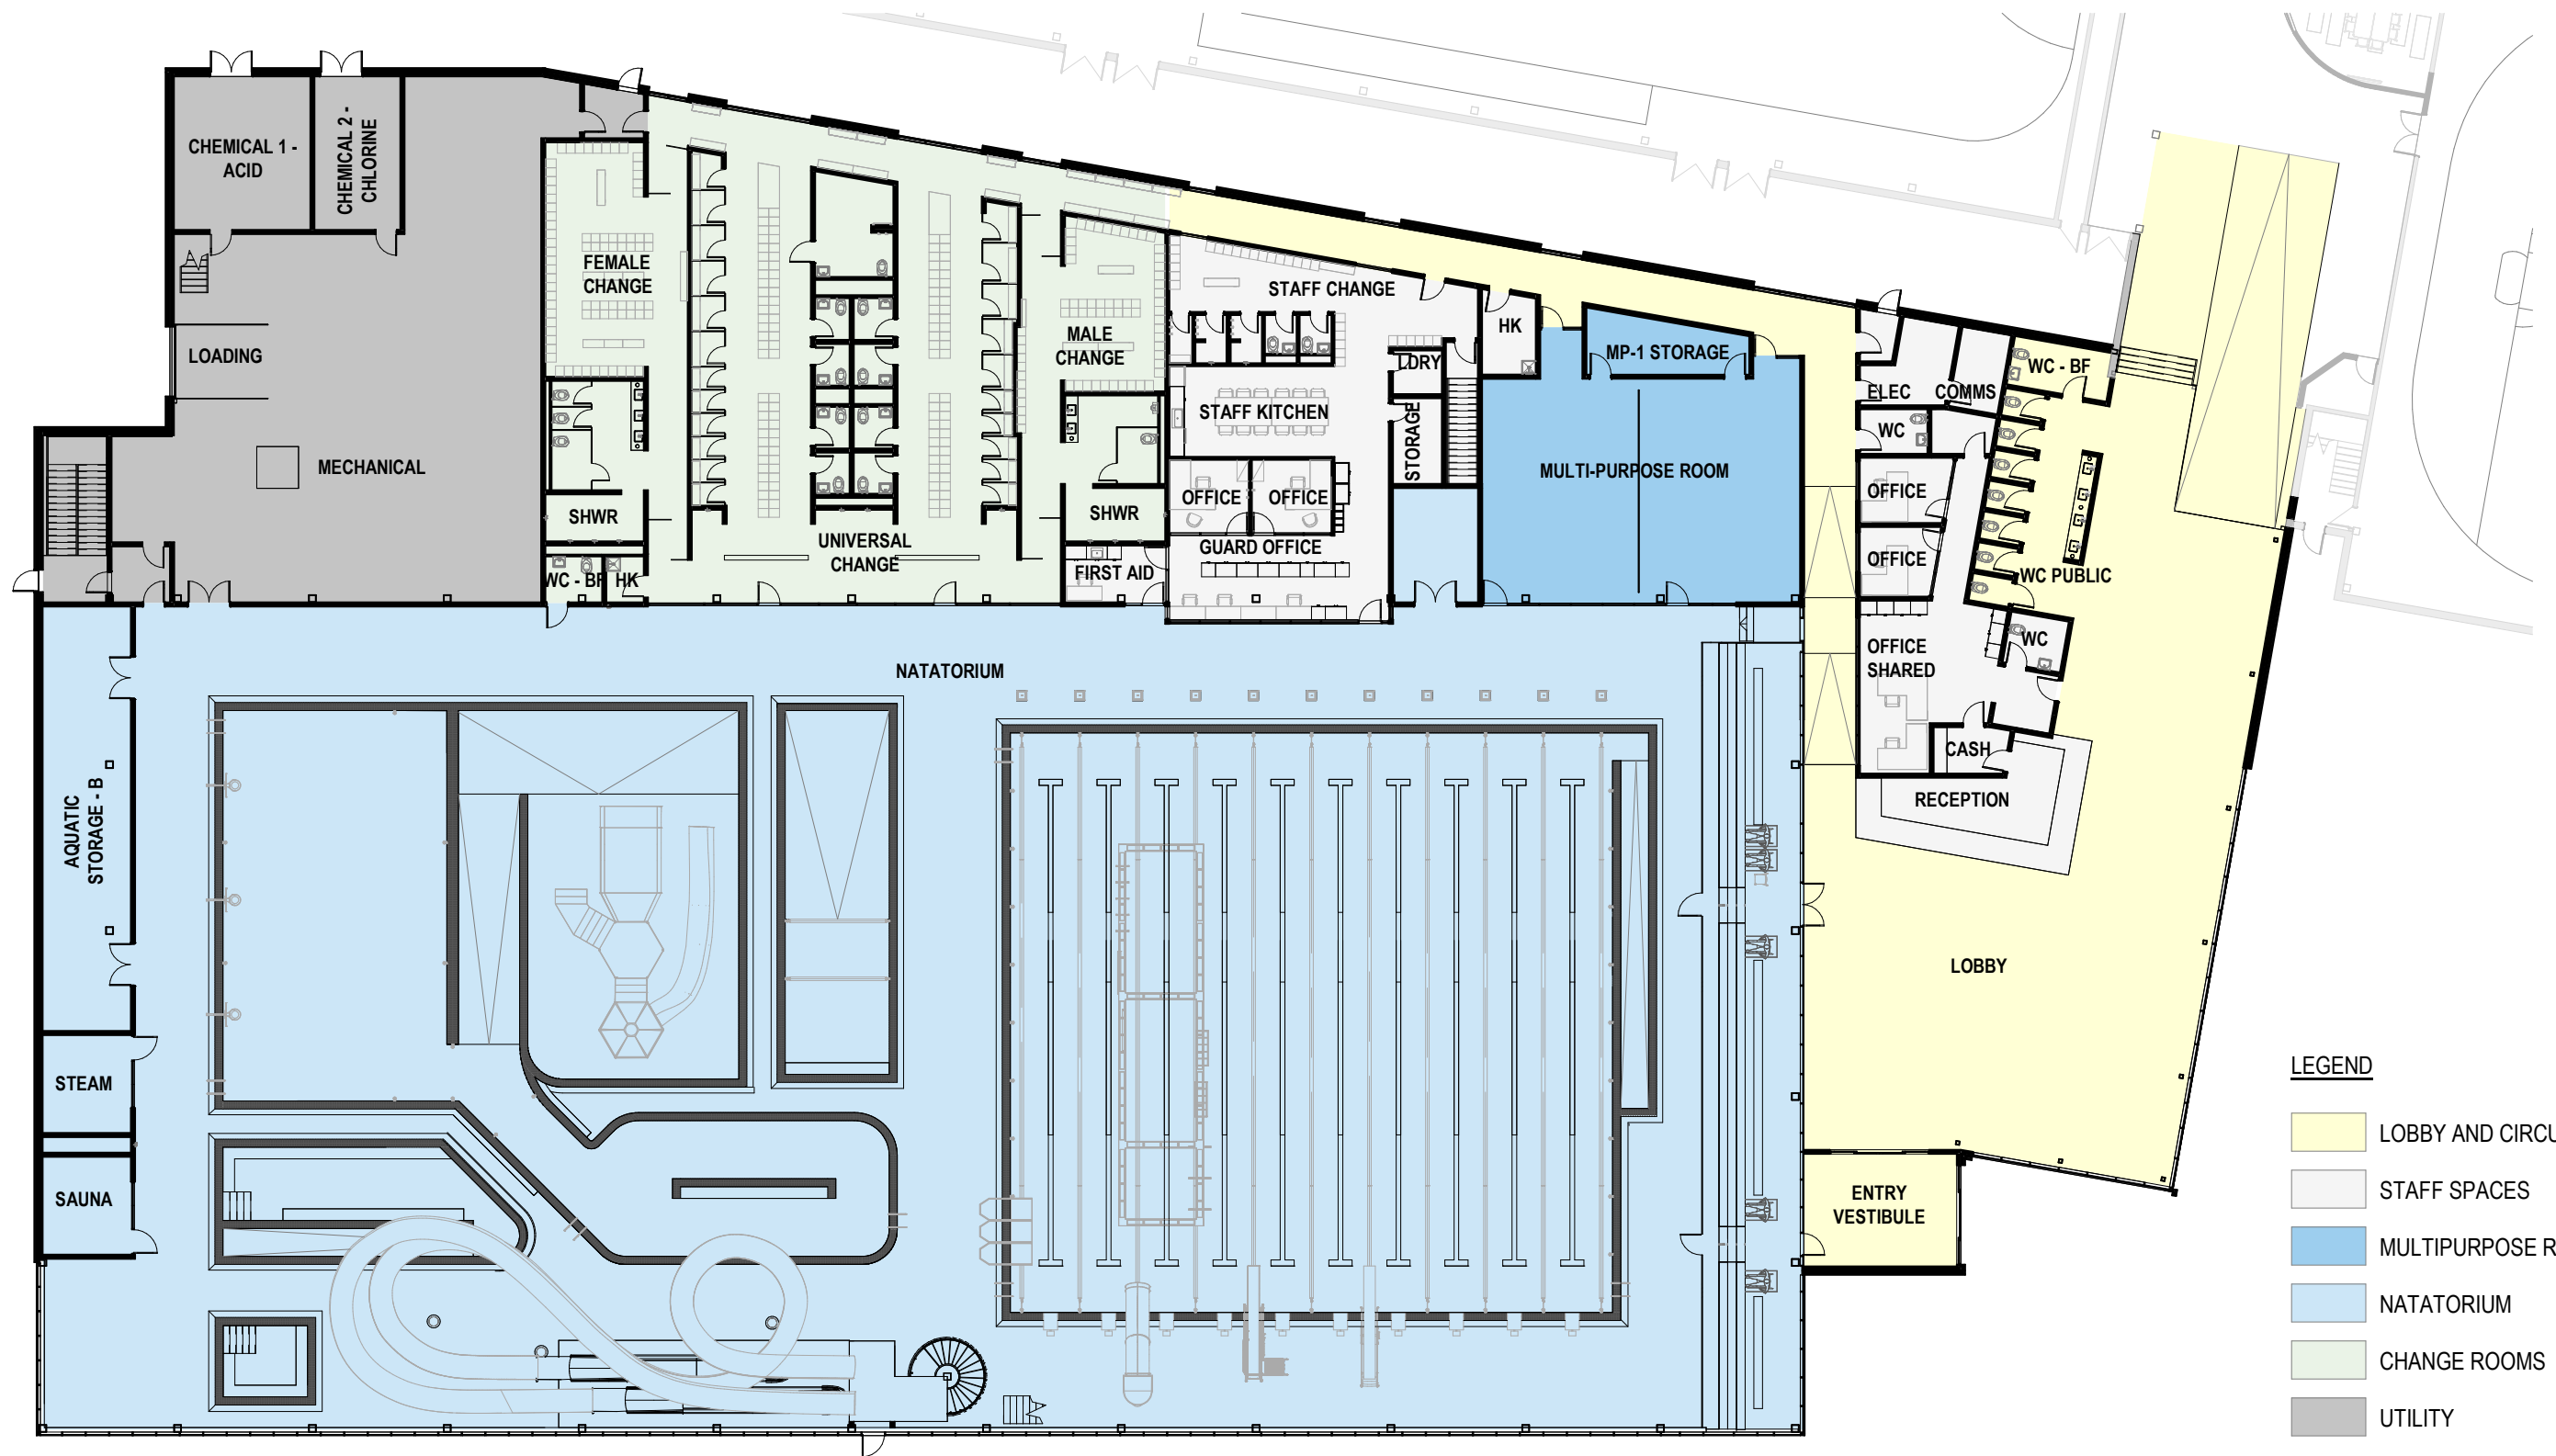 CHEMICAL 1 -
ACID
CHEMICAL 2 -
CHLORINE
FEMALE
CHANGE
STAFF CHANGE
HK
MALE
CHANGE
MP-1 STORAGE
LOADING
LDRY
WC - BF
ELEC
COMMS
STAFF KITCHEN
STORAGE
WC
MECHANICAL
MULTI-PURPOSE ROOM
OFFICE
OFFICE
OFFICE
SHWR
SHWR
UNIVERSAL
CHANGE
GUARD OFFICE
OFFICE
WC PUBLIC
WC - BF
HK
FIRST AID
NATATORIUM
OFFICE
SHARED
WC
CASH
RECEPTION
AQUATIC
STORAGE - B
LOBBY
STEAM
SAUNA
ENTRY
VESTIBULE
LEGEND
LOBBY AND CIRCU
STAFF SPACES
MULTIPURPOSE R
NATATORIUM
CHANGE ROOMS
UTILITY